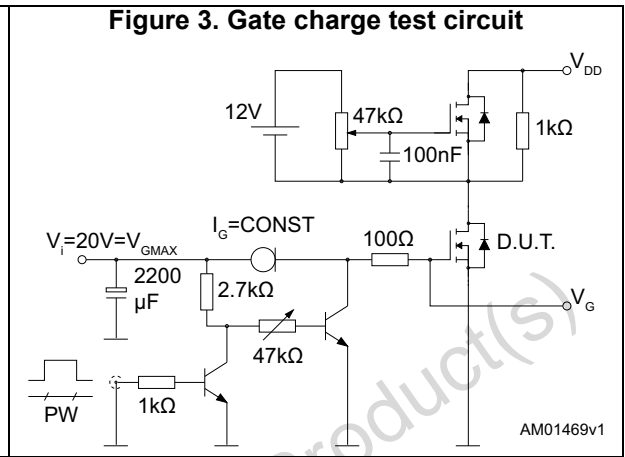 Figure 3. Gate charge test circuit
V_DD
12V
47kΩ
1kΩ
100nF
V_i=20V=V_GMAX
I_G=CONST
100Ω
D.U.T.
2200
µF
2.7kΩ
V_G
47kΩ
1kΩ
PW
AM01469v1